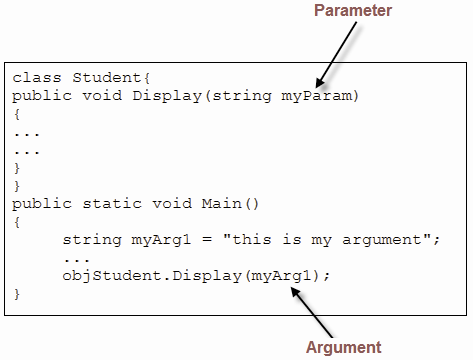 Parameter
class Student{
public void Display(string myParam)
{
...
...
}
}
public static void Main()
{
string myArg1 = "this is my argument";
...
objStudent.Display(myArg1);
}
Argument